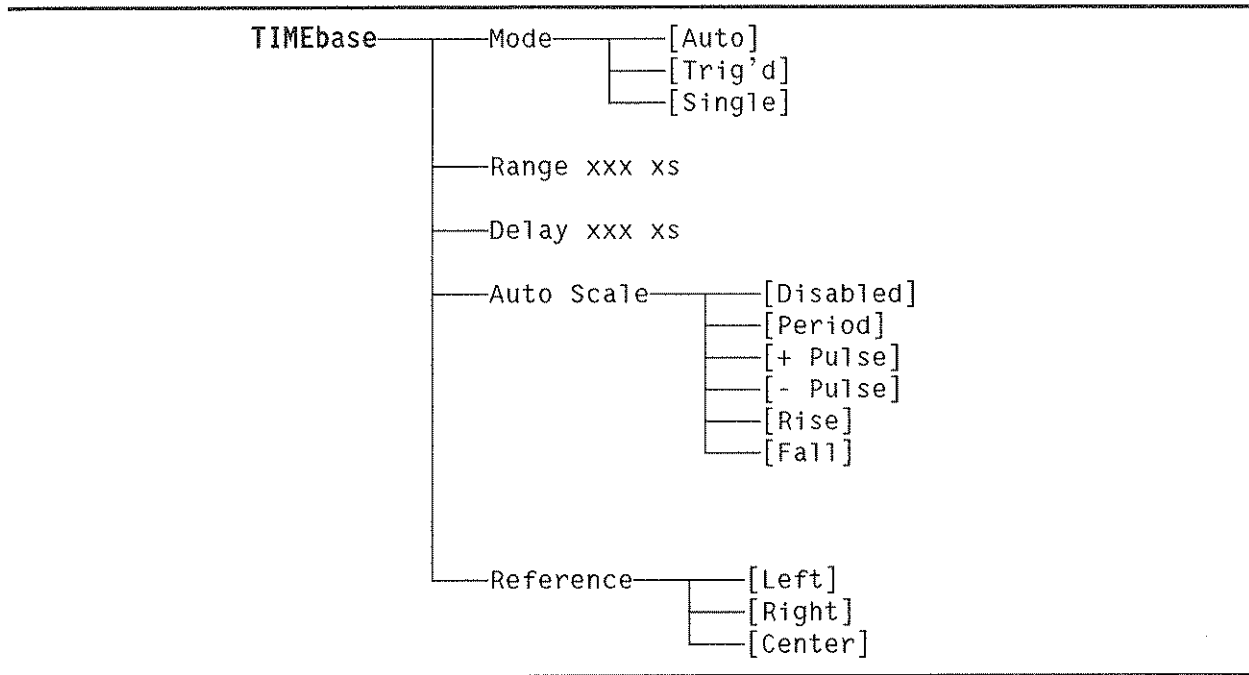 TIMEbase Mode [Auto]
[Trig'd]
[Single]
Range xxx xs
Delay xxx xs
Auto Scale [Disabled]
[Period]
[+ Pulse]
[- Pulse]
[Rise]
[Fall]
Reference [Left]
[Right]
[Center]